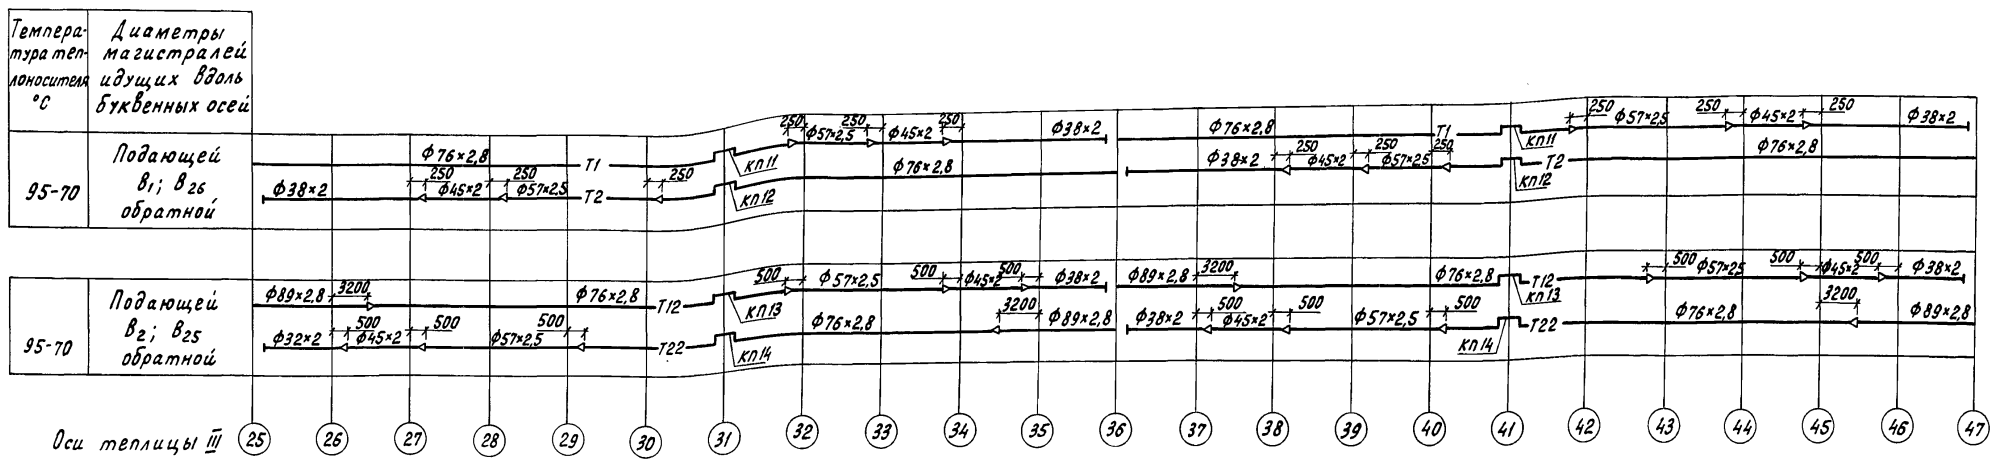 Темпера-
тура теп-
лоносителя
°С
Диаметры
магистралей
идущих вдоль
буквенных осей
95-70
Подающей
В₁; В₂₆
обратной
250 Ф57×2,5 250 Ф45×2 250 Ф38×2
Ф76×2,8 Т1 КП11
Ф76×2,8 Т1 КП11
250 Ф57×2,5 250 Ф45×2 250 Ф38×2
Ф38×2 250 Ф45×2 250 Ф57×2,5 Т2 250 КП12 Ф76×2,8
Ф38×2 250 Ф45×2 250 Ф57×2,5 250 Т2 КП12 Ф76×2,8
95-70
Подающей
В₂; В₂₅
обратной
Ф89×2,8 3200 Ф76×2,8 Т12 КП13 500 Ф57×2,5 500 Ф45×2 500 Ф38×2
Ф89×2,8 3200 Ф76×2,8 Т12 КП13 500 Ф57×2,5 500 Ф45×2 500 Ф38×2
Ф32×2 500 Ф45×2 500 Ф57×2,5 500 Т22 КП14 Ф76×2,8 3200 Ф89×2,8
Ф38×2 500 Ф45×2 500 Ф57×2,5 500 КП14 Т22 Ф76×2,8 3200 Ф89×2,8
Оси теплицы III 25 26 27 28 29 30 31 32 33 34 35 36 37 38 39 40 41 42 43 44 45 46 47